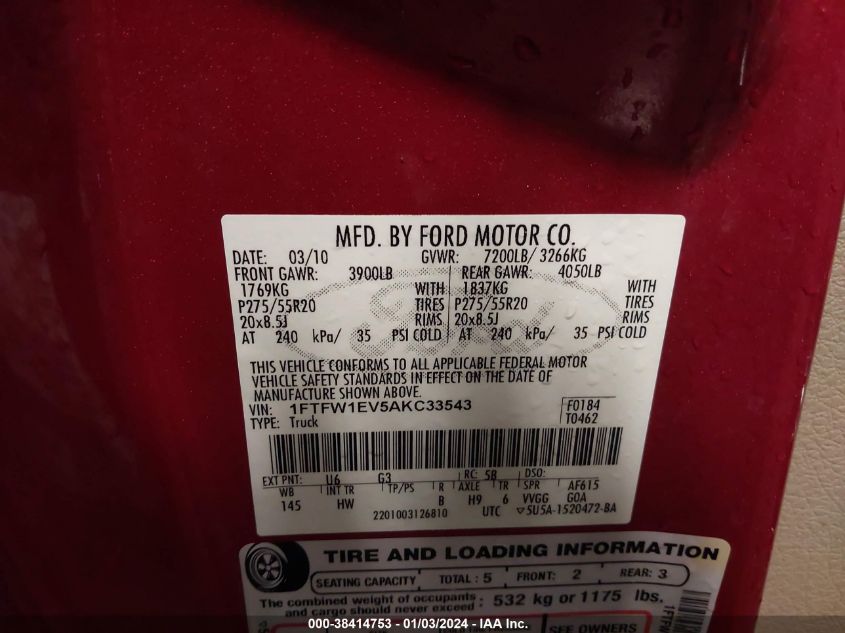 MFD. BY FORD MOTOR CO.
DATE: 03/10 GVWR: 7200LB/ 3266KG
FRONT GAWR: 3900LB REAR GAWR: 4050LB
1769KG WITH 1837KG WITH
P275/55R20 TIRES P275/55R20 TIRES
20x8.5J RIMS 20x8.5J RIMS
AT 240 kPa/ 35 PSI COLD AT 240 kPa/ 35 PSI COLD
THIS VEHICLE CONFORMS TO ALL APPLICABLE FEDERAL MOTOR
VEHICLE SAFETY STANDARDS IN EFFECT ON THE DATE OF
MANUFACTURE SHOWN ABOVE.
VIN: 1FTFW1EV5AKC33543 F0184
TYPE: Truck T0462
EXT PNT: U6 G3 RC: 5B DSO:
WB INT TR TP/PS R AXLE TR SPR AF615
145 HW B H9 6 VVGG GOA
2201003126810 UTC ▽5U5A-1520472-BA
TIRE AND LOADING INFORMATION
SEATING CAPACITY TOTAL : 5 FRONT: 2 REAR: 3
The combined weight of occupants and cargo should never exceed : 532 kg or 1175 lbs.
SEE OWNERS
1FTFW
000-38414753 - 01/03/2024 - IAA Inc.